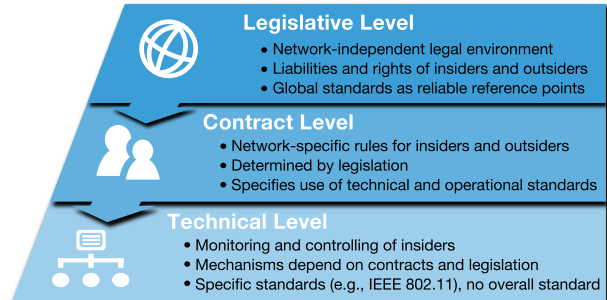 Legislative Level
• Network-independent legal environment
• Liabilities and rights of insiders and outsiders
• Global standards as reliable reference points
Contract Level
• Network-specific rules for insiders and outsiders
• Determined by legislation
• Specifies use of technical and operational standards
Technical Level
• Monitoring and controlling of insiders
• Mechanisms depend on contracts and legislation
• Specific standards (e.g., IEEE 802.11), no overall standard